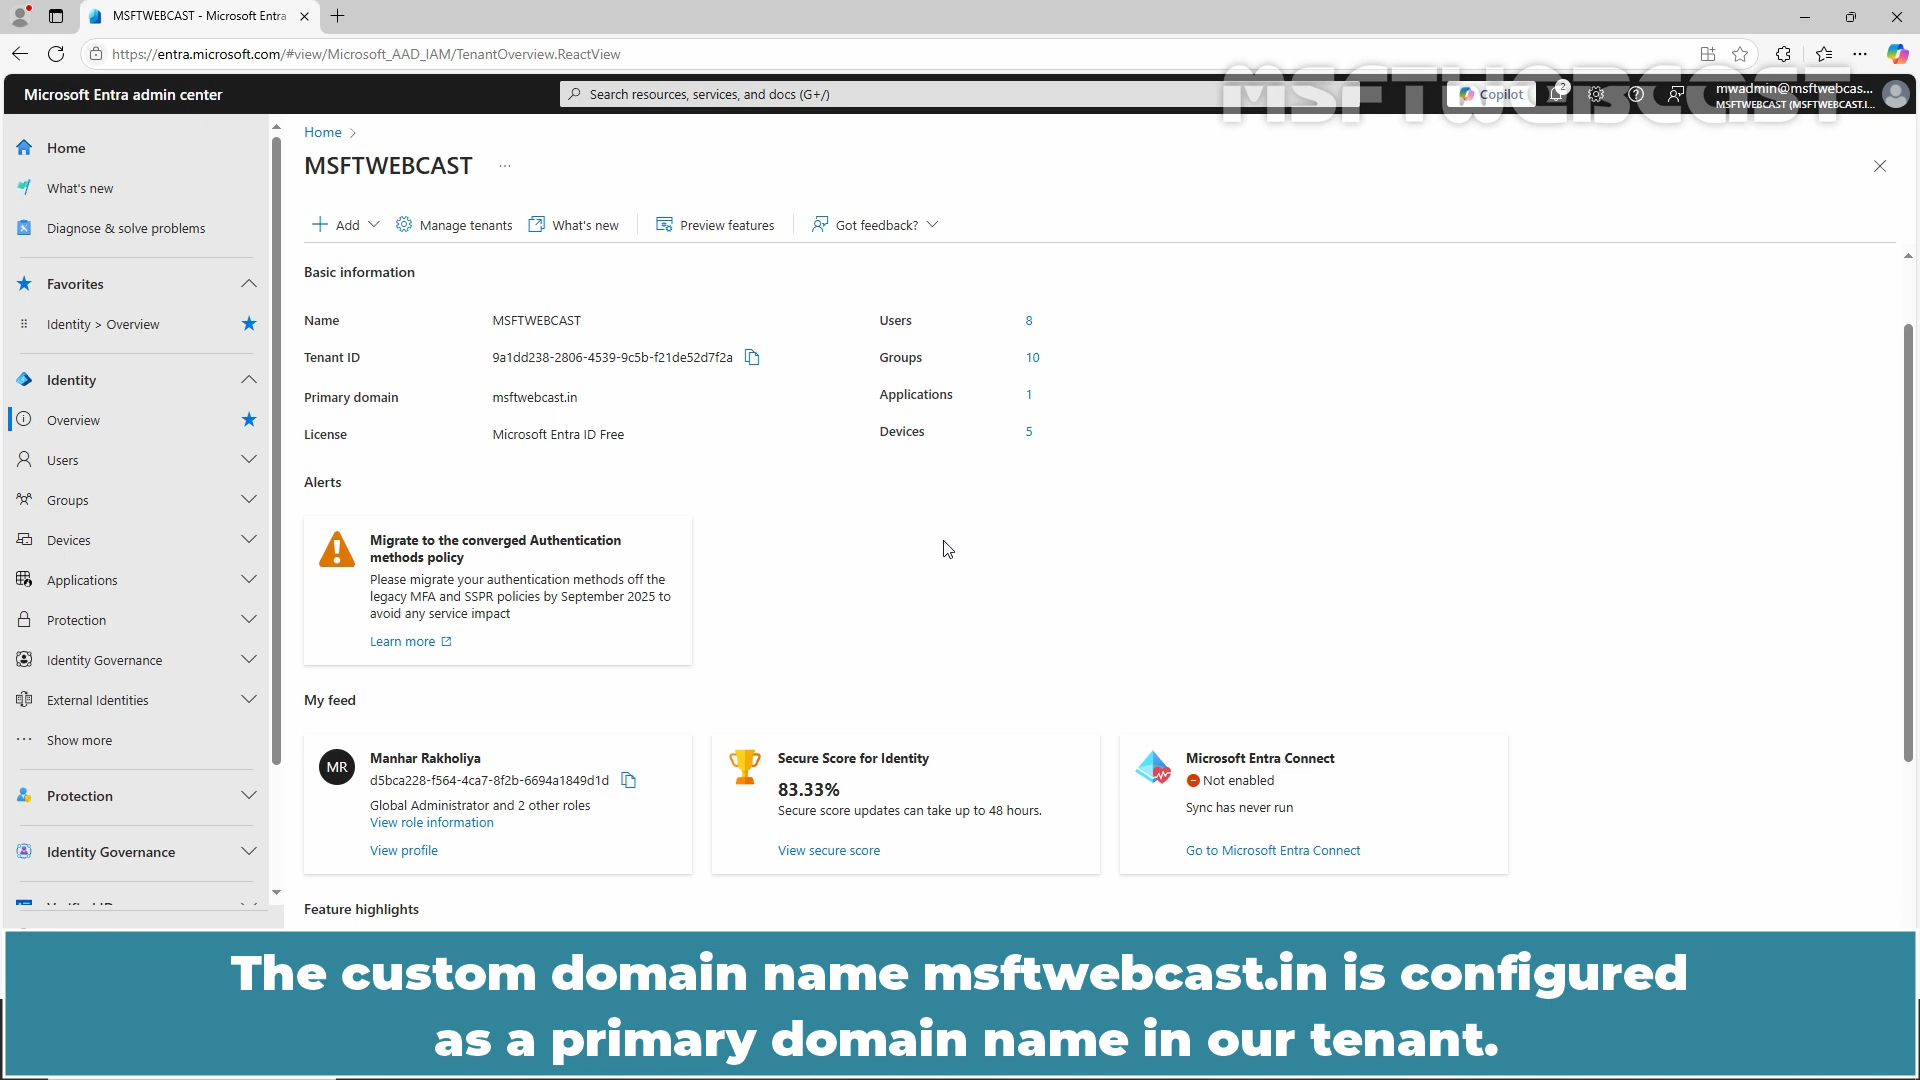 MSFTWEBCAST - Microsoft Entra
https://entra.microsoft.com/#view/Microsoft_AAD_IAM/TenantOverview.ReactView
MSFTWEBCAST
Microsoft Entra admin center
Search resources, services, and docs (G+/)
Copilot
2
mwadmin@msftwebcas...
MSFTWEBCAST (MSFTWEBCAST.I...
Home
What's new
Diagnose & solve problems
Favorites
Identity > Overview
Identity
Overview
Users
Groups
Devices
Applications
Protection
Identity Governance
External Identities
Show more
Protection
Identity Governance
Home >
MSFTWEBCAST ...
Add
Manage tenants
What's new
Preview features
Got feedback?
Basic information
Name MSFTWEBCAST
Tenant ID 9a1dd238-2806-4539-9c5b-f21de52d7f2a
Primary domain msftwebcast.in
License Microsoft Entra ID Free
Users 8
Groups 10
Applications 1
Devices 5
Alerts
Migrate to the converged Authentication
methods policy
Please migrate your authentication methods off the
legacy MFA and SSPR policies by September 2025 to
avoid any service impact
Learn more
My feed
MR
Manhar Rakholiya
d5bca228-f564-4ca7-8f2b-6694a1849d1d
Global Administrator and 2 other roles
View role information
View profile
Secure Score for Identity
83.33%
Secure score updates can take up to 48 hours.
View secure score
Microsoft Entra Connect
Not enabled
Sync has never run
Go to Microsoft Entra Connect
Feature highlights
The custom domain name msftwebcast.in is configured
as a primary domain name in our tenant.